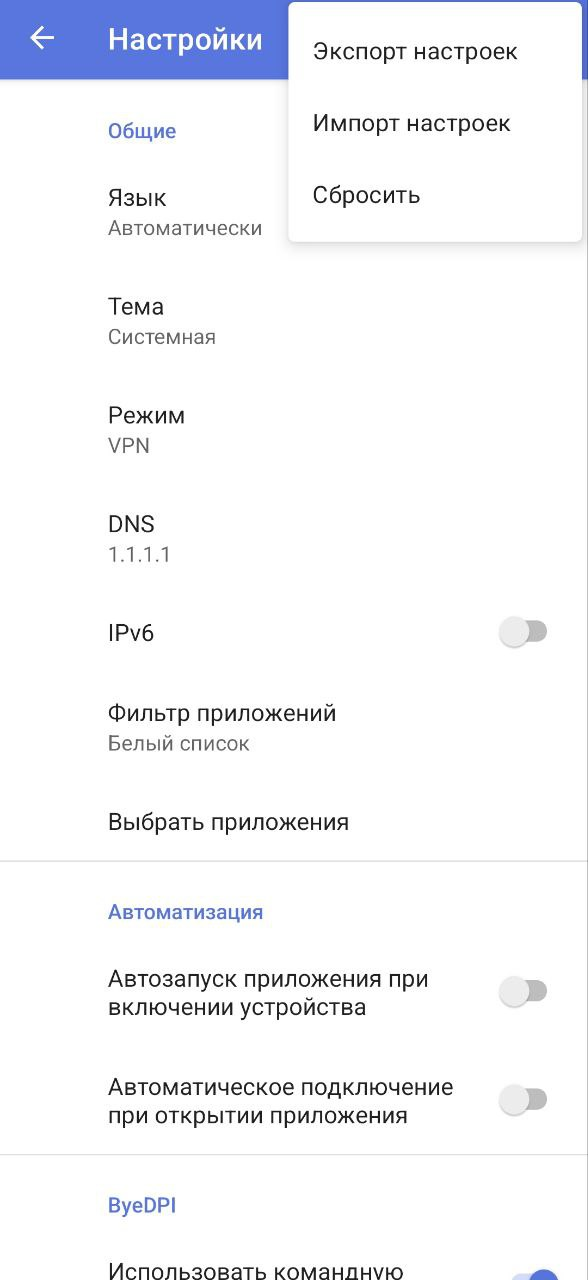 Настройки
Экспорт настроек
Импорт настроек
Сбросить
Общие
Язык
Автоматически
Тема
Системная
Режим
VPN
DNS
1.1.1.1
IPv6
Фильтр приложений
Белый список
Выбрать приложения
Автоматизация
Автозапуск приложения при
включении устройства
Автоматическое подключение
при открытии приложения
ByeDPI
Использовать командную